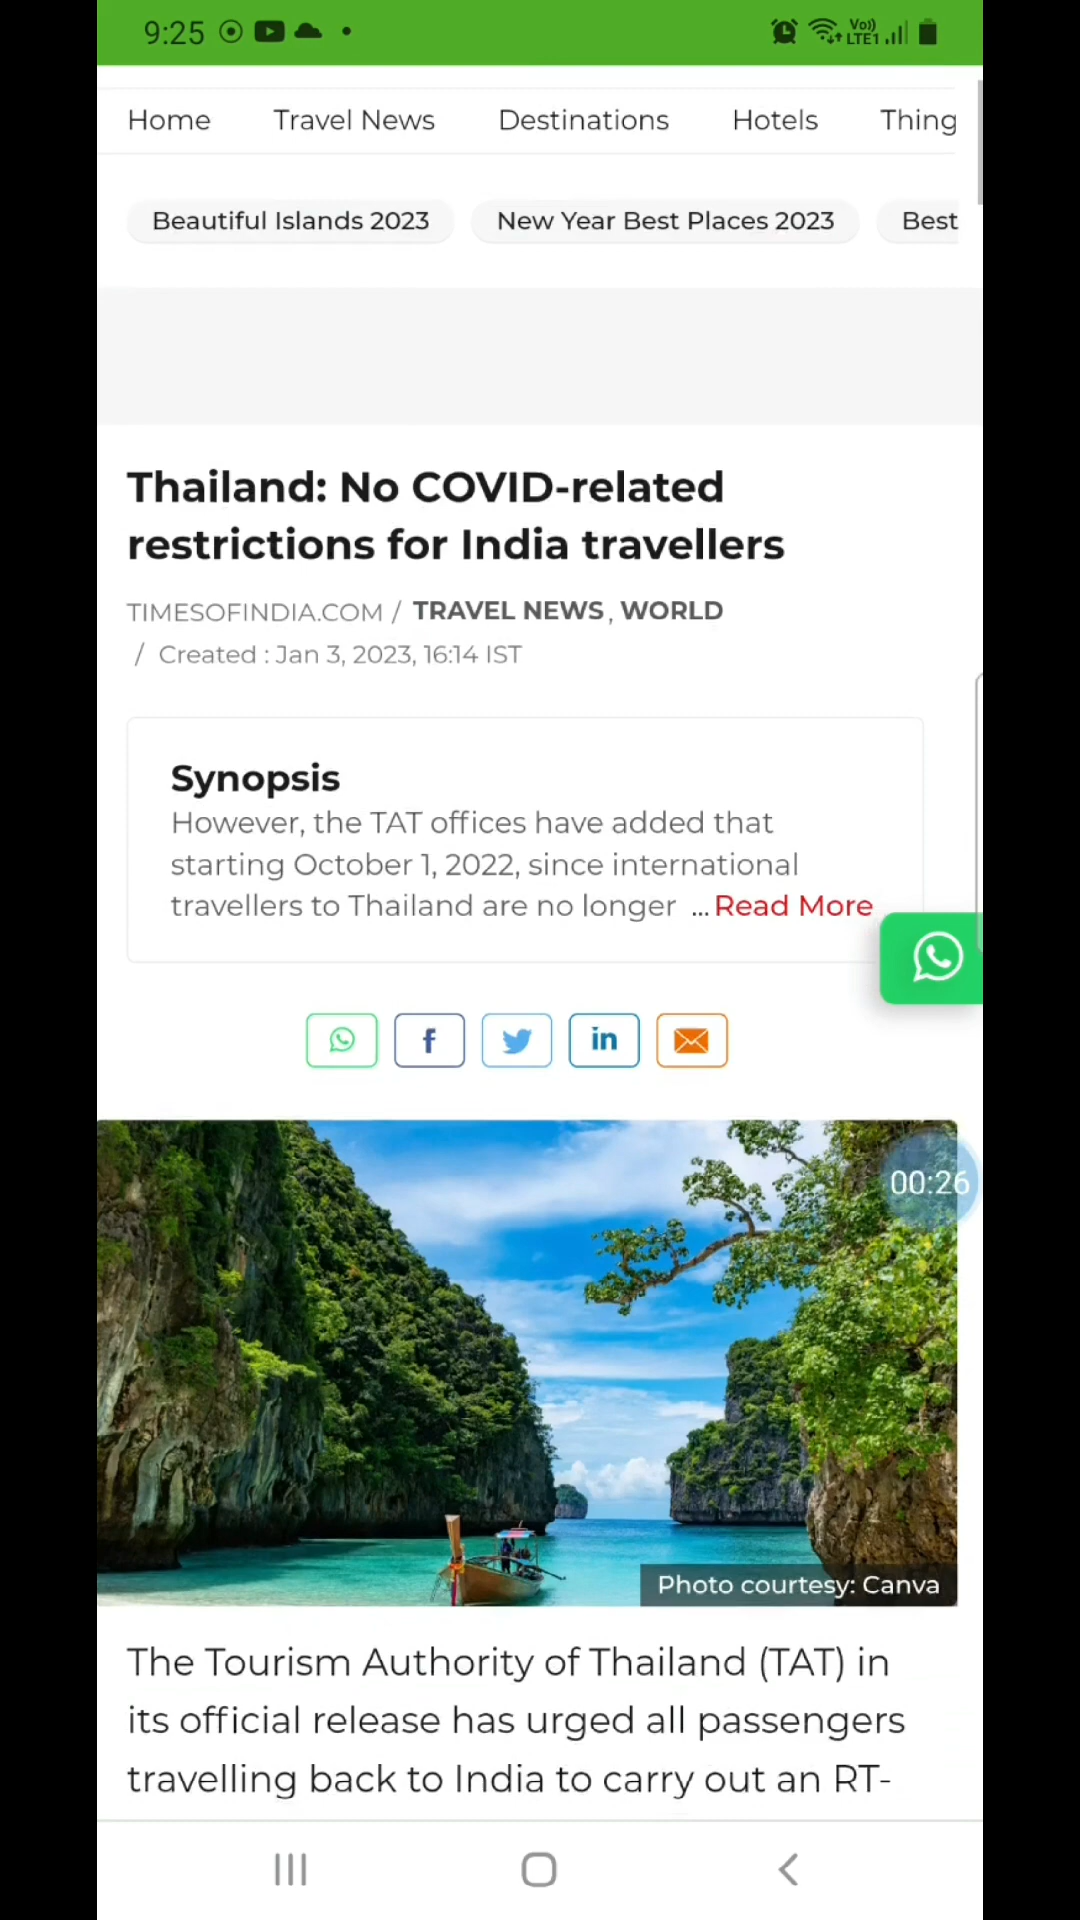 9:25
Vo))
LTE1
Home Travel News Destinations Hotels Thing
Beautiful Islands 2023 New Year Best Places 2023 Best
Thailand: No COVID-related
restrictions for India travellers
TIMESOFINDIA.COM / TRAVEL NEWS, WORLD
/ Created : Jan 3, 2023, 16:14 IST
Synopsis
However, the TAT offices have added that
starting October 1, 2022, since international
travellers to Thailand are no longer ... Read More
f
in
00:26
Photo courtesy: Canva
The Tourism Authority of Thailand (TAT) in
its official release has urged all passengers
travelling back to India to carry out an RT-